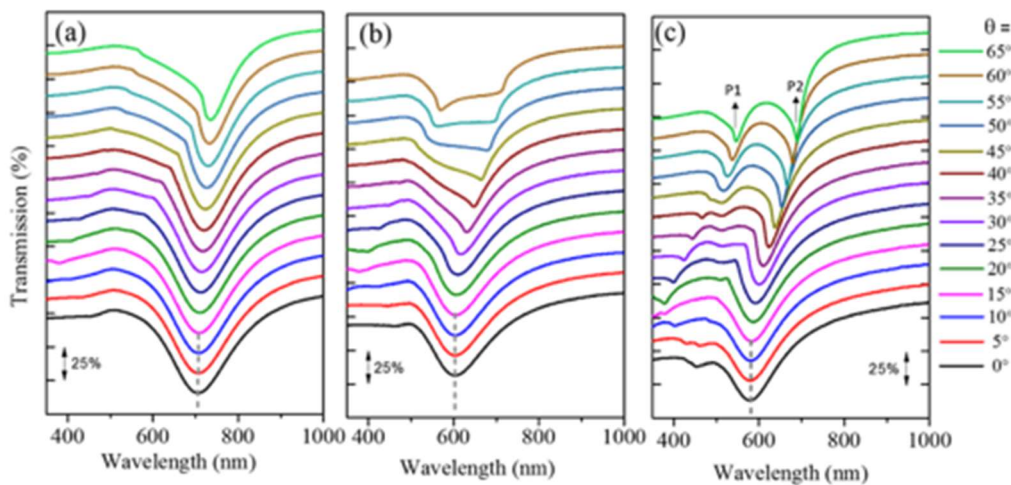 (a)
(b)
(c)
P1
P2
θ =
65°
60°
55°
50°
45°
40°
35°
30°
25°
20°
15°
10°
5°
0°
Transmission (%)
25%
25%
25%
400 600 800 1000
400 600 800 1000
400 600 800 1000
Wavelength (nm)
Wavelength (nm)
Wavelength (nm)